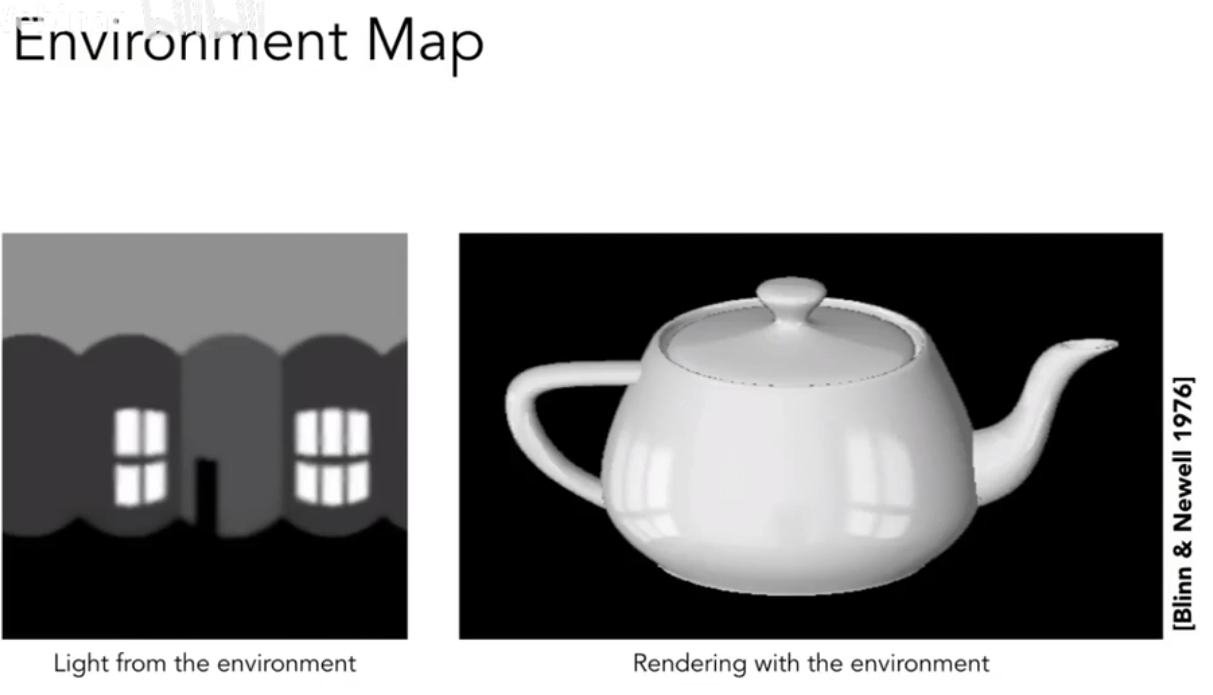 Environment Map
Light from the environment
Rendering with the environment
[Blinn & Newell 1976]